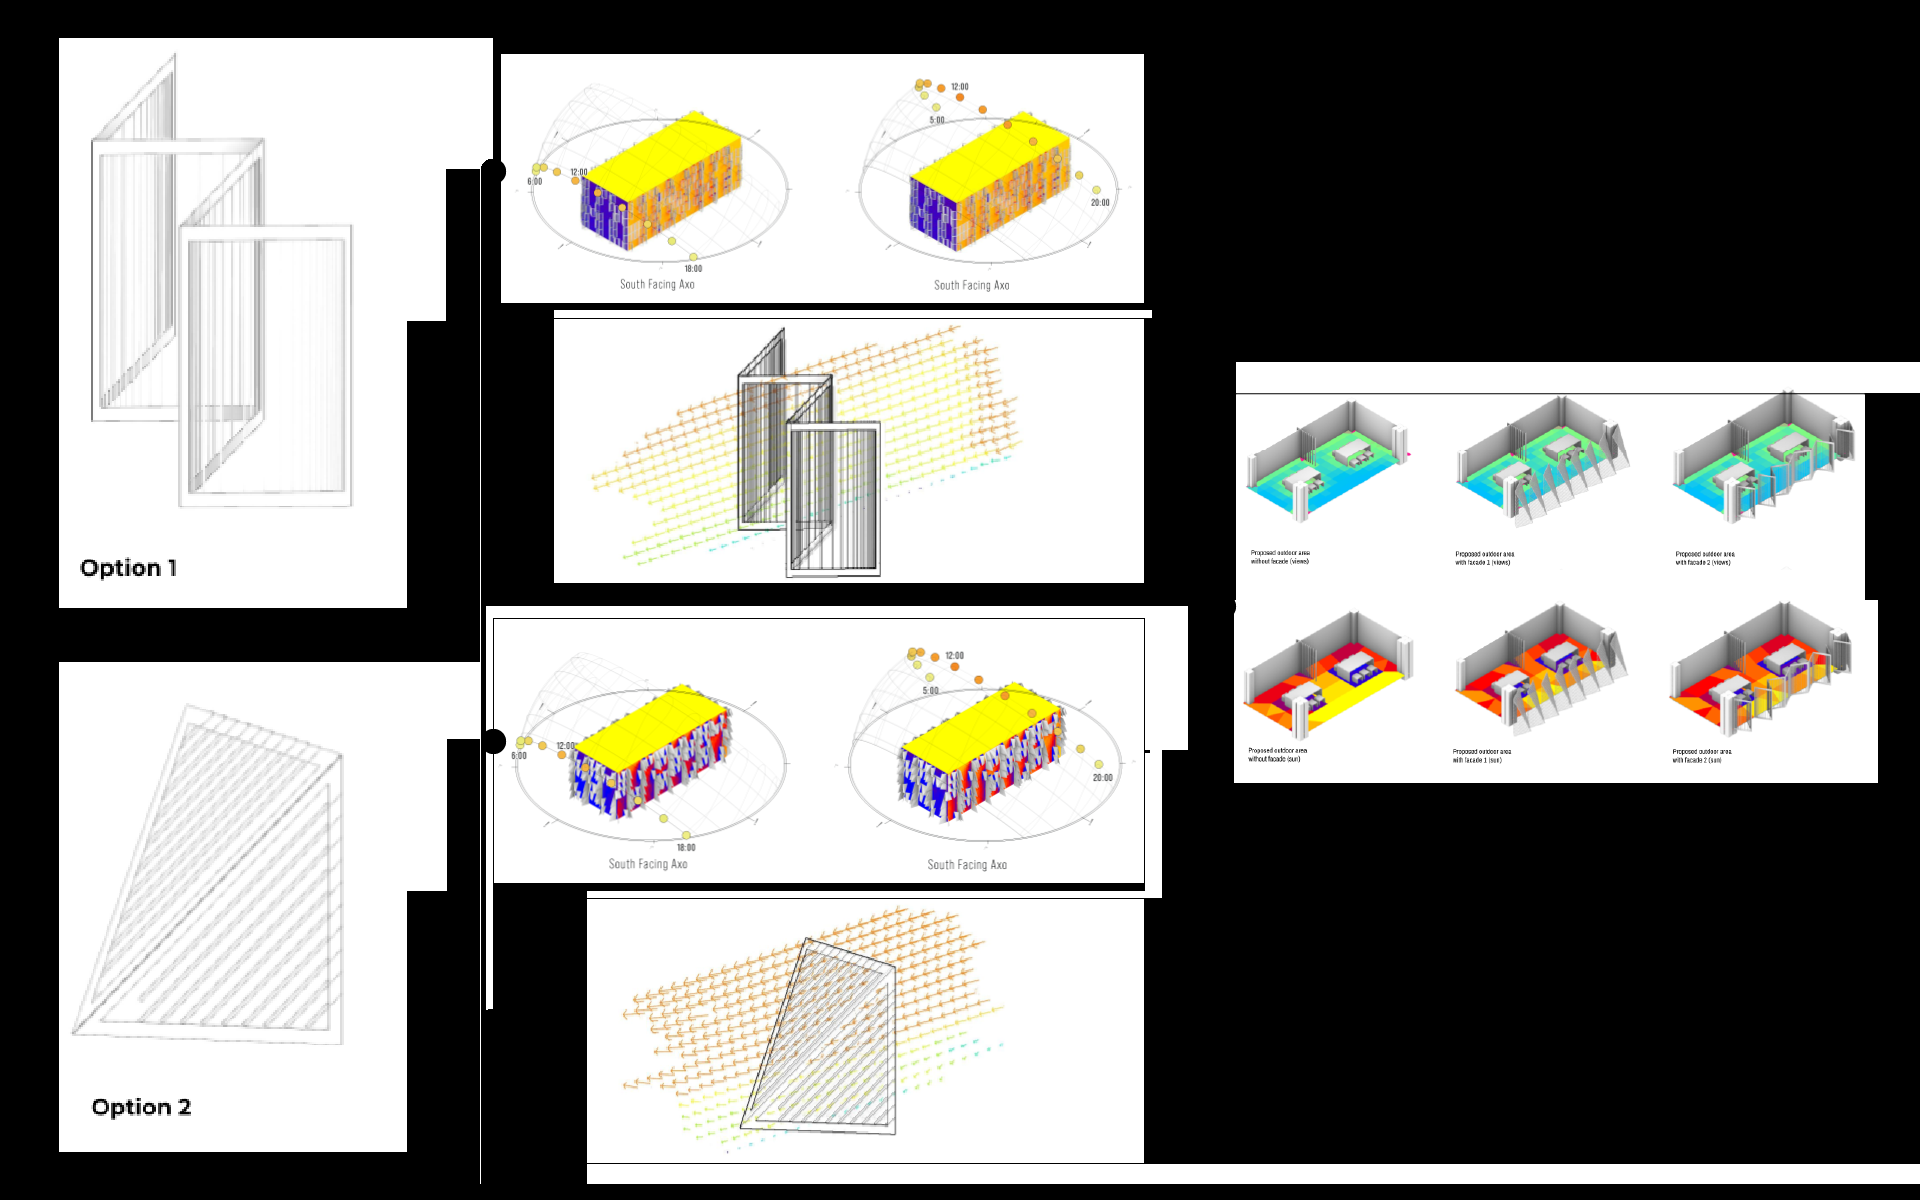 12:00
6:00
18:00
South Facing Axo
12:00
5:00
20:00
South Facing Axo
Option 1
Proposed outdoor area
without facade (views)
Proposed outdoor area
with facade 1 (views)
Proposed outdoor area
with facade 2 (views)
12:00
6:00
18:00
South Facing Axo
12:00
5:00
20:00
South Facing Axo
Proposed outdoor area
without facade (sun)
Proposed outdoor area
with facade 1 (sun)
Proposed outdoor area
with facade 2 (sun)
Option 2